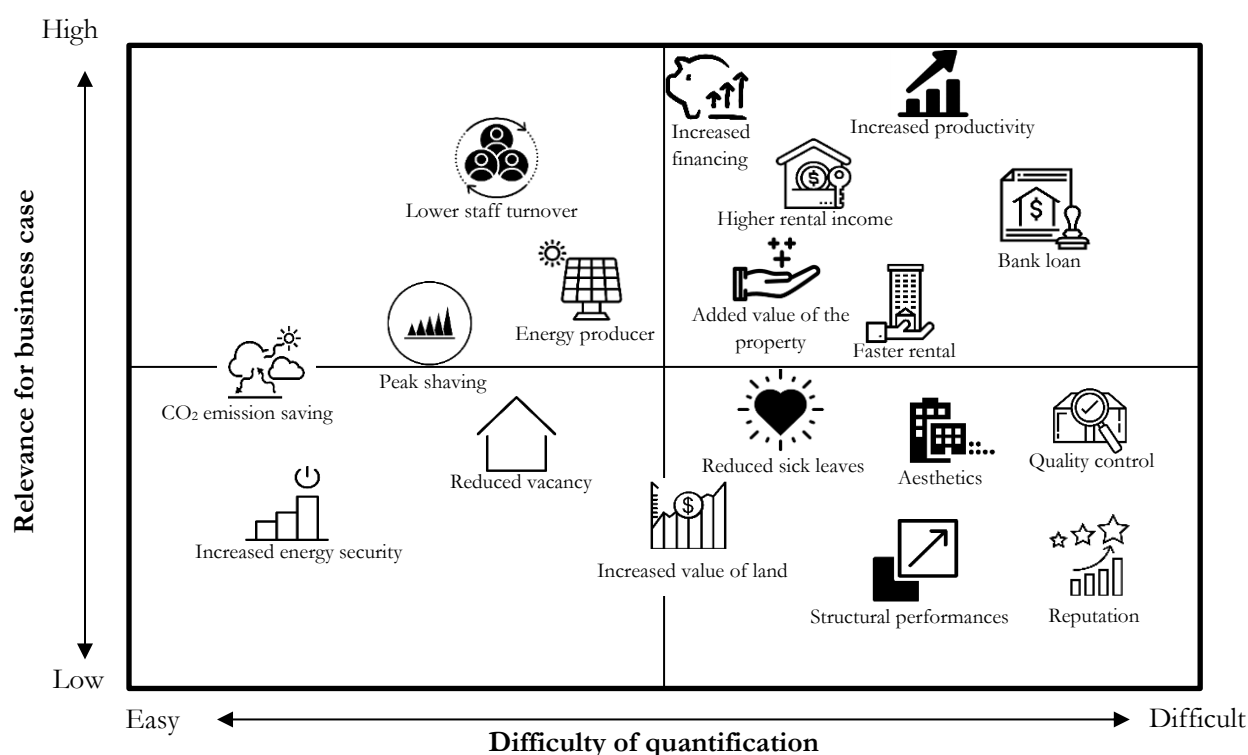 High
Increased
financing
Increased productivity
Lower staff turnover
Higher rental income
Bank loan
Energy producer
Added value of the
property
Faster rental
Peak shaving
CO₂ emission saving
Reduced vacancy
Reduced sick leaves
Aesthetics
Quality control
Increased energy security
Increased value of land
Structural performances
Reputation
Relevance for business case
Low
Easy
Difficult
Difficulty of quantification